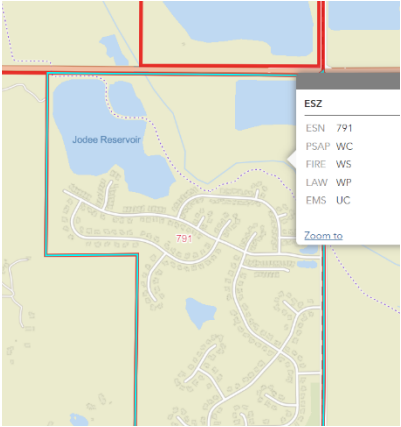 Jodee Reservoir
791
ESZ
ESN 791
PSAP WC
FIRE WS
LAW WP
EMS UC
Zoom to